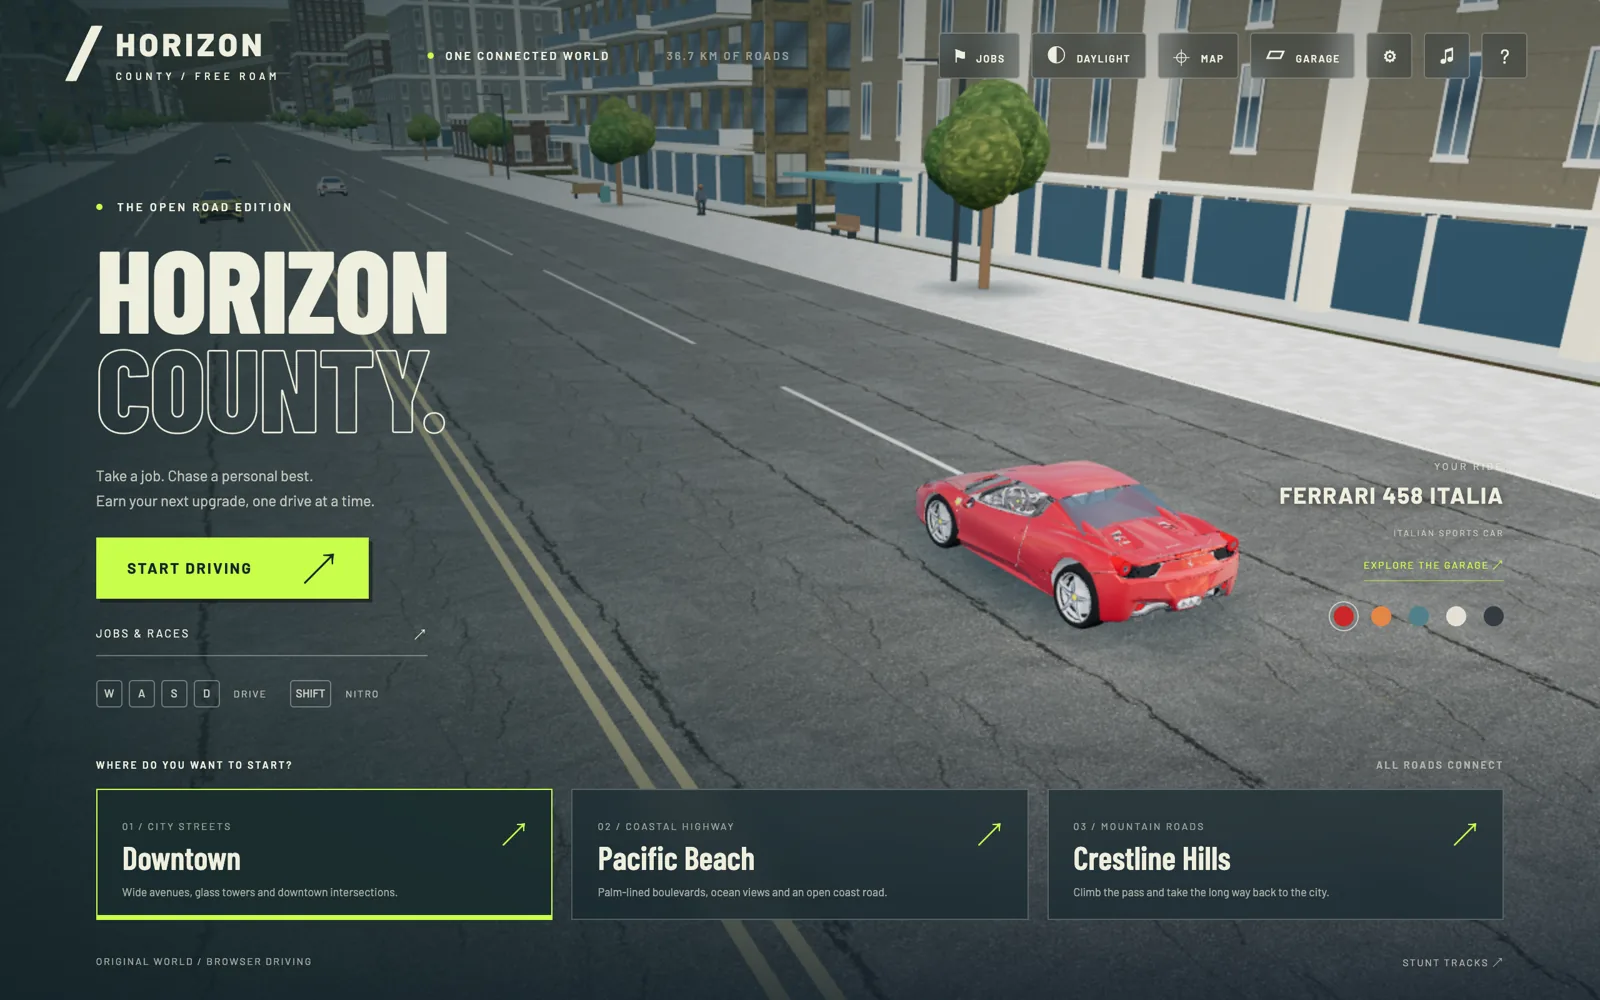 HORIZON
COUNTY / FREE ROAM
ONE CONNECTED WORLD
36.7 KM OF ROADS
JOBS
DAYLIGHT
MAP
GARAGE
?
THE OPEN ROAD EDITION
HORIZON
COUNTY.
Take a job. Chase a personal best.
Earn your next upgrade, one drive at a time.
START DRIVING
JOBS & RACES
W A S D DRIVE SHIFT NITRO
YOUR RIDE
FERRARI 458 ITALIA
ITALIAN SPORTS CAR
EXPLORE THE GARAGE
WHERE DO YOU WANT TO START?
ALL ROADS CONNECT
01 / CITY STREETS
Downtown
Wide avenues, glass towers and downtown intersections.
02 / COASTAL HIGHWAY
Pacific Beach
Palm-lined boulevards, ocean views and an open coast road.
03 / MOUNTAIN ROADS
Crestline Hills
Climb the pass and take the long way back to the city.
ORIGINAL WORLD / BROWSER DRIVING
STUNT TRACKS